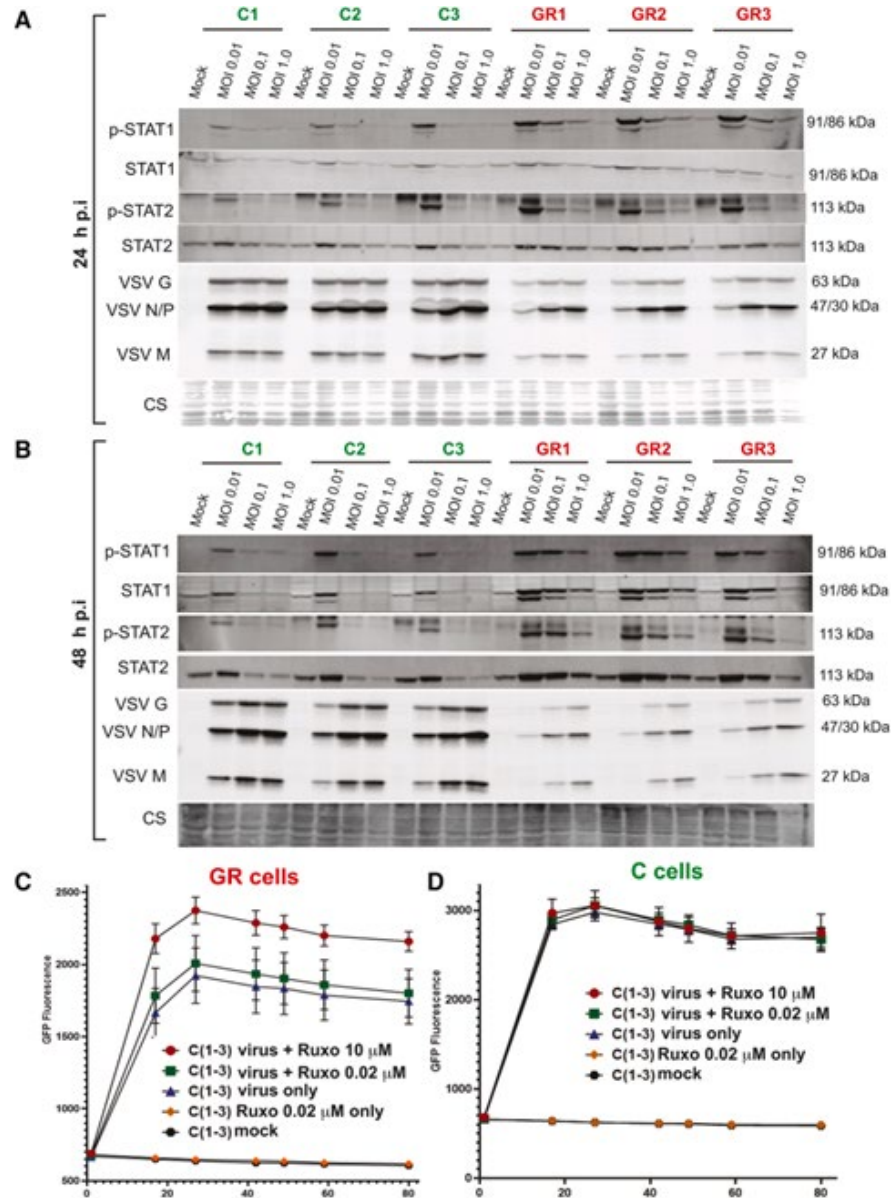 A
C1 C2 C3 GR1 GR2 GR3
Mock MOI 0.01 MOI 0.1 MOI 1.0 Mock MOI 0.01 MOI 0.1 MOI 1.0 Mock MOI 0.01 MOI 0.1 MOI 1.0 Mock MOI 0.01 MOI 0.1 MOI 1.0 Mock MOI 0.01 MOI 0.1 MOI 1.0 Mock MOI 0.01 MOI 0.1 MOI 1.0
24 h p.i
p-STAT1 91/86 kDa
STAT1 91/86 kDa
p-STAT2 113 kDa
STAT2 113 kDa
VSV G 63 kDa
VSV N/P 47/30 kDa
VSV M 27 kDa
CS
B
C1 C2 C3 GR1 GR2 GR3
Mock MOI 0.01 MOI 0.1 MOI 1.0 Mock MOI 0.01 MOI 0.1 MOI 1.0 Mock MOI 0.01 MOI 0.1 MOI 1.0 Mock MOI 0.01 MOI 0.1 MOI 1.0 Mock MOI 0.01 MOI 0.1 MOI 1.0 Mock MOI 0.01 MOI 0.1 MOI 1.0
48 h p.i
p-STAT1 91/86 kDa
STAT1 91/86 kDa
p-STAT2 113 kDa
STAT2 113 kDa
VSV G 63 kDa
VSV N/P 47/30 kDa
VSV M 27 kDa
CS
C
GR cells
GFP Fluorescence
2500
2000
1500
1000
500
0 20 40 60 80
C(1-3) virus + Ruxo 10 μM
C(1-3) virus + Ruxo 0.02 μM
C(1-3) virus only
C(1-3) Ruxo 0.02 μM only
C(1-3) mock
D
C cells
GFP Fluorescence
3000
2000
1000
0
0 20 40 60 80
C(1-3) virus + Ruxo 10 μM
C(1-3) virus + Ruxo 0.02 μM
C(1-3) virus only
C(1-3) Ruxo 0.02 μM only
C(1-3) mock